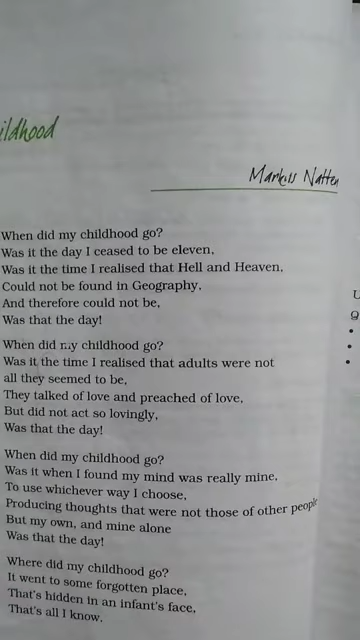 ildhood
Markus Natten
When did my childhood go?
Was it the day I ceased to be eleven,
Was it the time I realised that Hell and Heaven,
Could not be found in Geography,
And therefore could not be,
Was that the day!
When did my childhood go?
Was it the time I realised that adults were not
all they seemed to be,
They talked of love and preached of love,
But did not act so lovingly,
Was that the day!
When did my childhood go?
Was it when I found my mind was really mine,
To use whichever way I choose,
Producing thoughts that were not those of other people
But my own, and mine alone
Was that the day!
Where did my childhood go?
It went to some forgotten place,
That's hidden in an infant's face,
That's all I know.